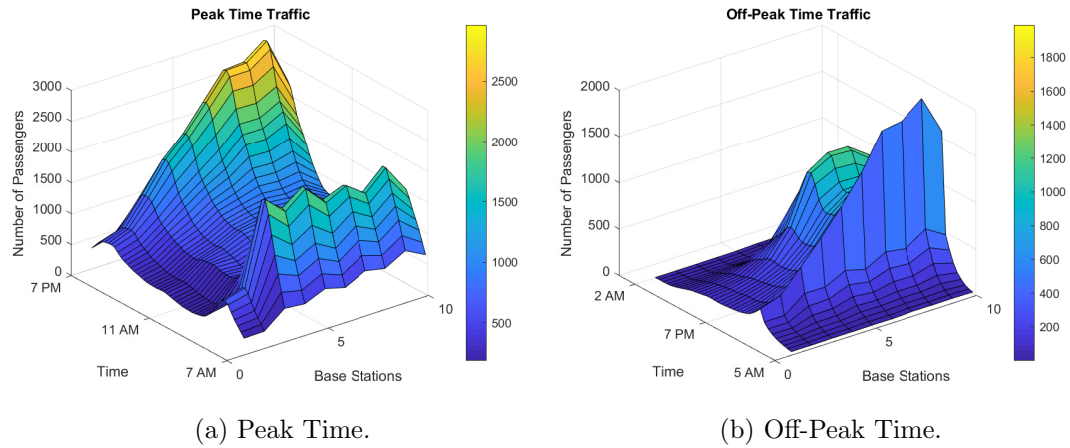 Peak Time Traffic
3000
2500
2000
1500
1000
500
0
Number of Passengers
7 PM
11 AM
7 AM
Time
0
5
10
Base Stations
2500
2000
1500
1000
500
Off-Peak Time Traffic
2000
1500
1000
500
0
Number of Passengers
2 AM
7 PM
5 AM
Time
0
5
10
Base Stations
1800
1600
1400
1200
1000
800
600
400
200
(a) Peak Time.
(b) Off-Peak Time.